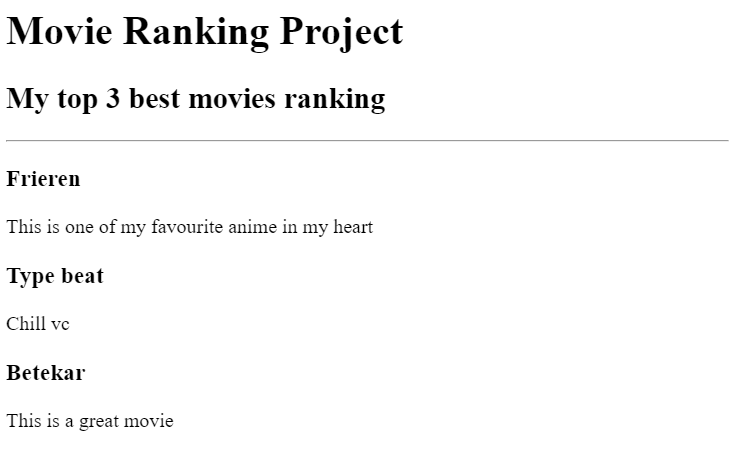 Movie Ranking Project
My top 3 best movies ranking
Frieren
This is one of my favourite anime in my heart
Type beat
Chill vc
Betekar
This is a great movie